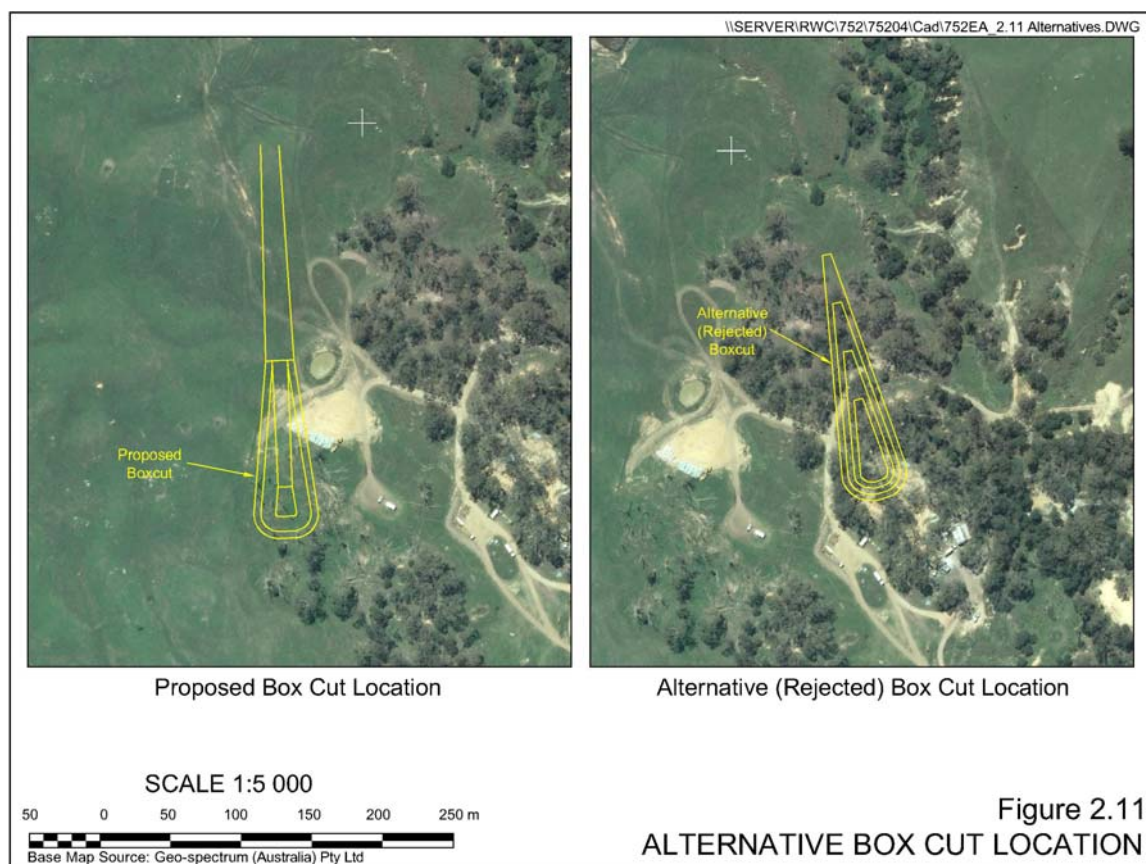 \\SERVER\RWC\752\75204\Cad\752EA_2.11 Alternatives.DWG
Proposed
Boxcut
Alternative
(Rejected)
Boxcut
Proposed Box Cut Location
Alternative (Rejected) Box Cut Location
SCALE 1:5 000
50 0 50 100 150 200 250 m
Base Map Source: Geo-spectrum (Australia) Pty Ltd
Figure 2.11
ALTERNATIVE BOX CUT LOCATION